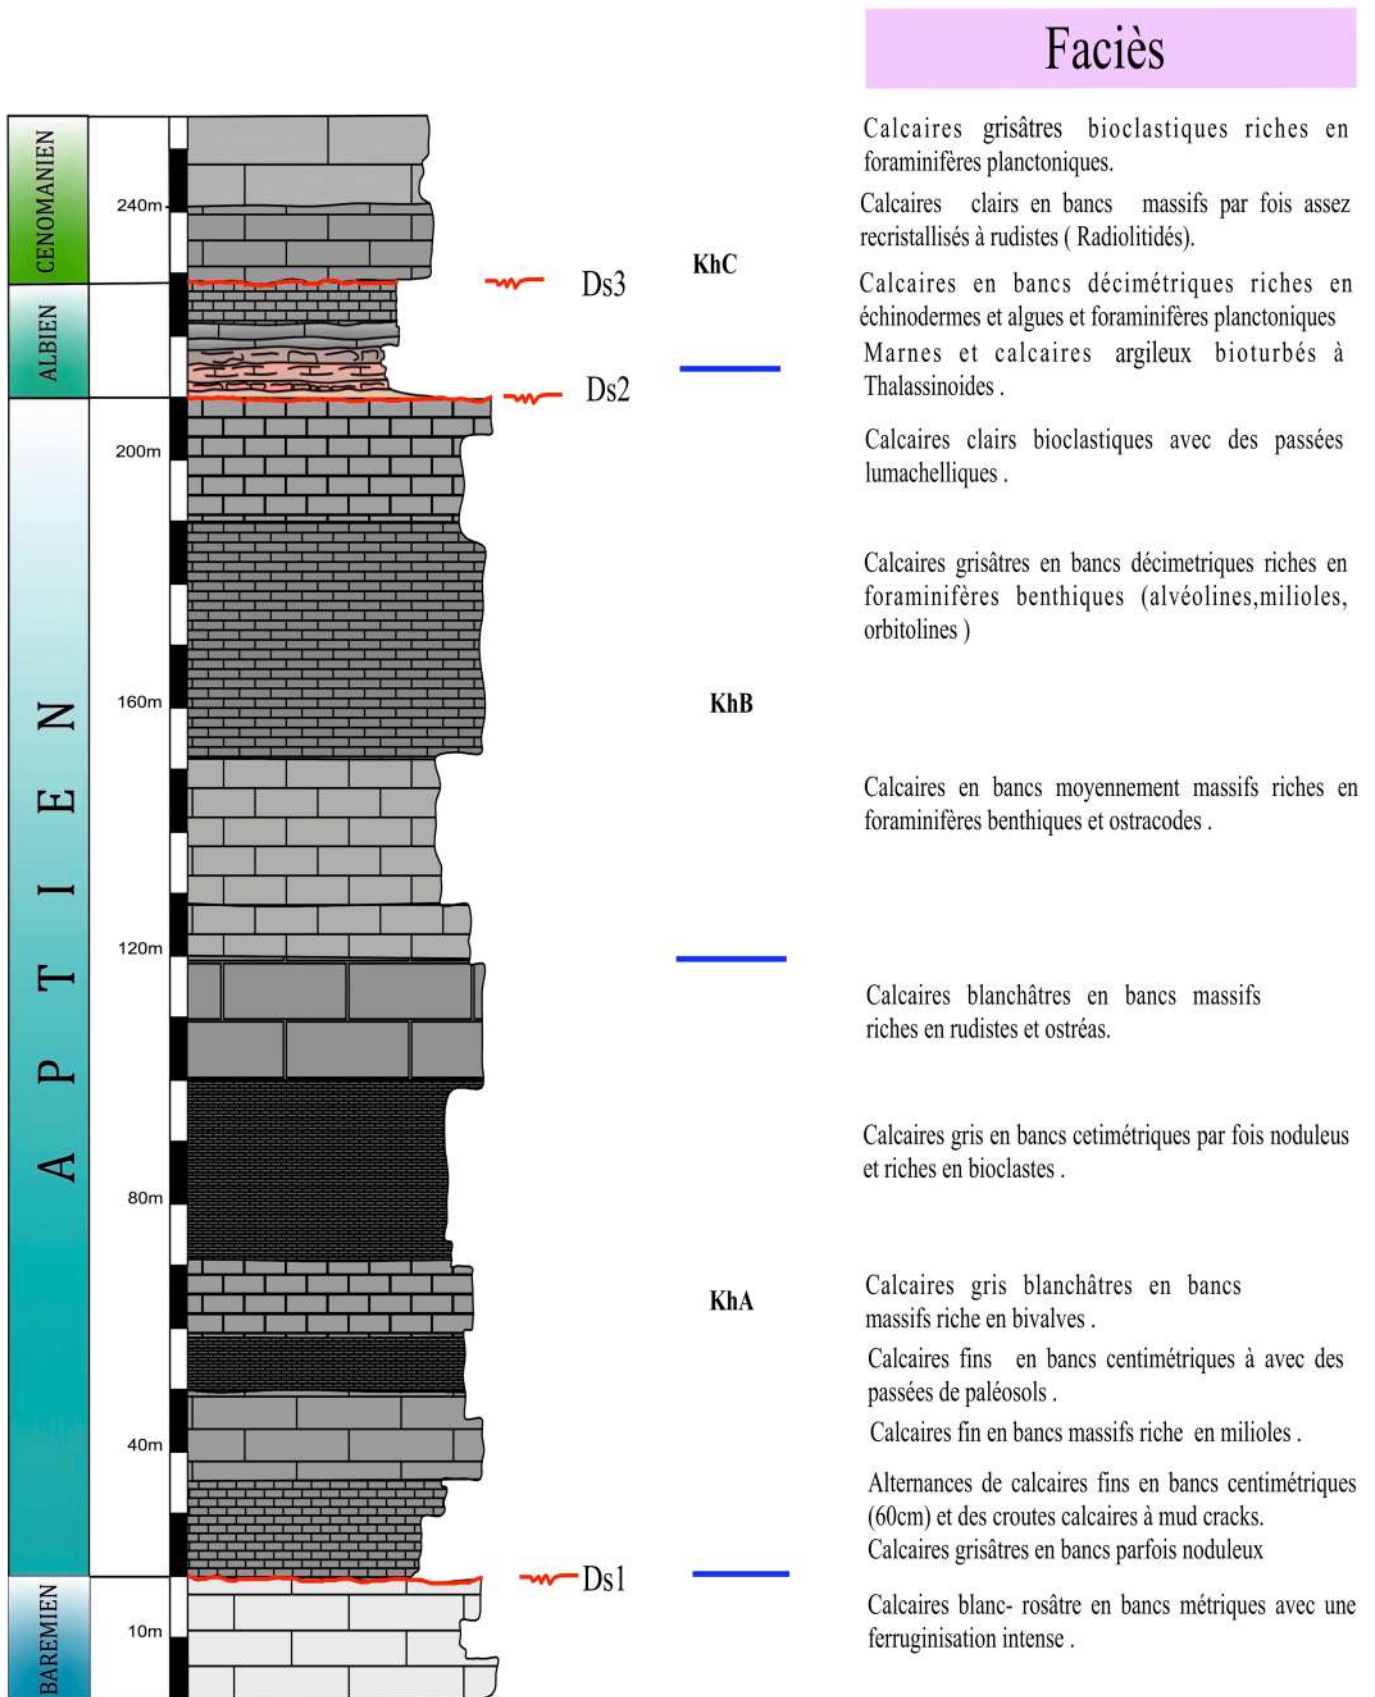 Faciès
CENOMANIEN
ALBIEN
APTIEN
BAREMIEN
240m
200m
160m
120m
80m
40m
10m
Ds3
Ds2
Ds1
KhC
KhB
KhA
Calcaires grisâtres bioclastiques riches en
foraminifères planctoniques.
Calcaires clairs en bancs massifs par fois assez
recristallisés à rudistes ( Radiolitidés).
Calcaires en bancs décimétriques riches en
échinodermes et algues et foraminifères planctoniques
Marnes et calcaires argileux bioturbés à
Thalassinoides .
Calcaires clairs bioclastiques avec des passées
lumachelliques .
Calcaires grisâtres en bancs décimetriques riches en
foraminifères benthiques (alvéolines,milioles,
orbitolines )
Calcaires en bancs moyennement massifs riches en
foraminifères benthiques et ostracodes .
Calcaires blanchâtres en bancs massifs
riches en rudistes et ostréas.
Calcaires gris en bancs cetimétriques par fois noduleus
et riches en bioclastes .
Calcaires gris blanchâtres en bancs
massifs riche en bivalves .
Calcaires fins en bancs centimétriques à avec des
passées de paléosols .
Calcaires fin en bancs massifs riche en milioles .
Alternances de calcaires fins en bancs centimétriques
(60cm) et des croutes calcaires à mud cracks.
Calcaires grisâtres en bancs parfois noduleux
Calcaires blanc- rosâtre en bancs métriques avec une
ferruginisation intense .